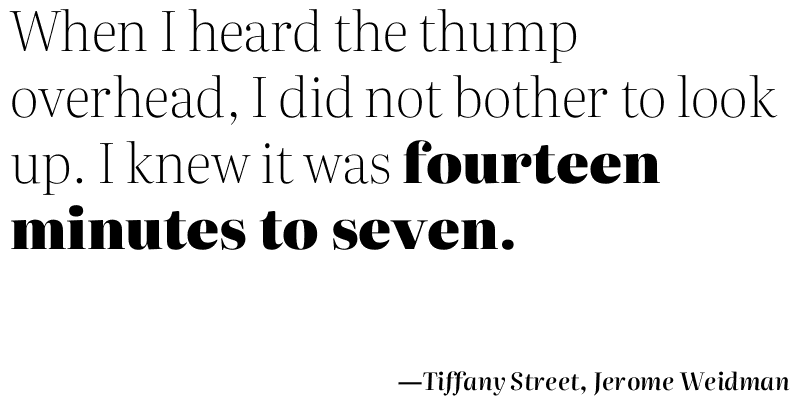 When I heard the thump
overhead, I did not bother to look
up. I knew it was fourteen
minutes to seven.
—Tiffany Street, Jerome Weidman